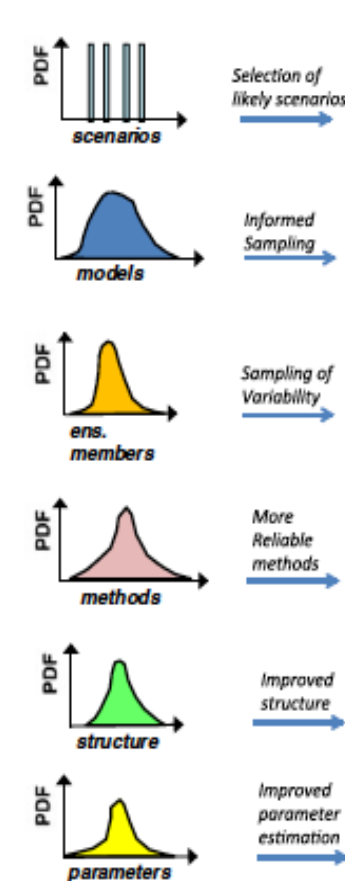 PDF
scenarios
Selection of
likely scenarios
PDF
models
Informed
Sampling
PDF
ens.
members
Sampling of
Variability
PDF
methods
More
Reliable
methods
PDF
structure
Improved
structure
PDF
parameters
Improved
parameter
estimation